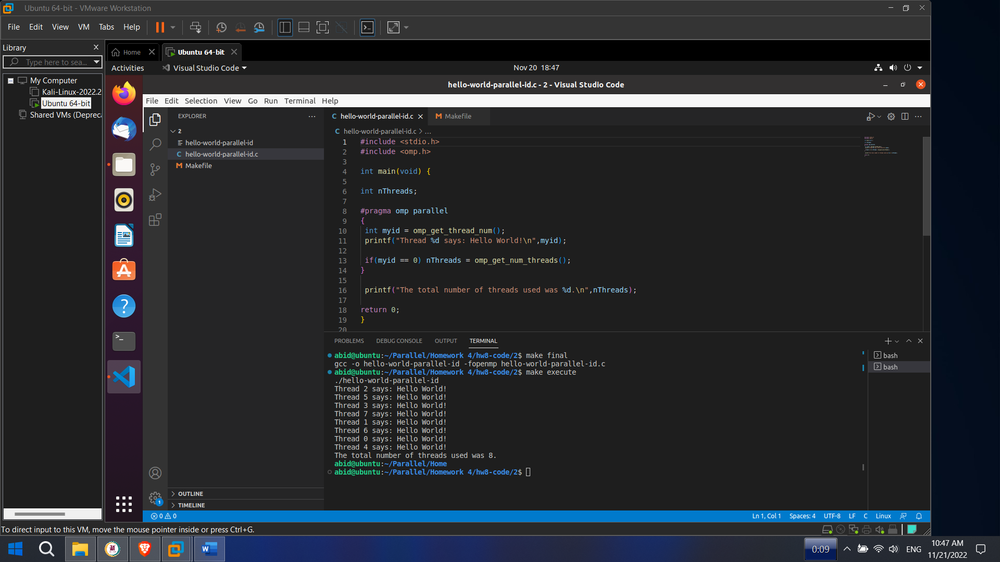 Ubuntu 64-bit - VMware Workstation
File Edit View VM Tabs Help
Library
Type here to sea...
My Computer
Kali-Linux-2022.2
Ubuntu 64-bit
Shared VMs (Depreca
Home
Ubuntu 64-bit
Activities
Visual Studio Code
Nov 20 18:47
hello-world-parallel-id.c - 2 - Visual Studio Code
File Edit Selection View Go Run Terminal Help
EXPLORER
2
hello-world-parallel-id
C hello-world-parallel-id.c
M Makefile
OUTLINE
TIMELINE
C hello-world-parallel-id.c
M Makefile
C hello-world-parallel-id.c > ...
1 #include <stdio.h>
2 #include <omp.h>
3
4 int main(void) {
5
6 int nThreads;
7
8 #pragma omp parallel
9 {
10 int myid = omp_get_thread_num();
11 printf("Thread %d says: Hello World!\n",myid);
12
13 if(myid == 0) nThreads = omp_get_num_threads();
14 }
15
16 printf("The total number of threads used was %d.\n",nThreads);
17
18 return 0;
19 }
20
PROBLEMS DEBUG CONSOLE OUTPUT TERMINAL
abid@ubuntu:~/Parallel/Homework 4/hw8-code/2$ make final
gcc -o hello-world-parallel-id -fopenmp hello-world-parallel-id.c
abid@ubuntu:~/Parallel/Homework 4/hw8-code/2$ make execute
./hello-world-parallel-id
Thread 2 says: Hello World!
Thread 5 says: Hello World!
Thread 3 says: Hello World!
Thread 7 says: Hello World!
Thread 1 says: Hello World!
Thread 6 says: Hello World!
Thread 0 says: Hello World!
Thread 4 says: Hello World!
The total number of threads used was 8.
abid@ubuntu:~/Parallel/Home
abid@ubuntu:~/Parallel/Homework 4/hw8-code/2$
bash
bash
1
0 0
Ln 1, Col 1 Spaces: 4 UTF-8 LF C Linux
To direct input to this VM, move the mouse pointer inside or press Ctrl+G.
0:09
ENG
10:47 AM
11/21/2022